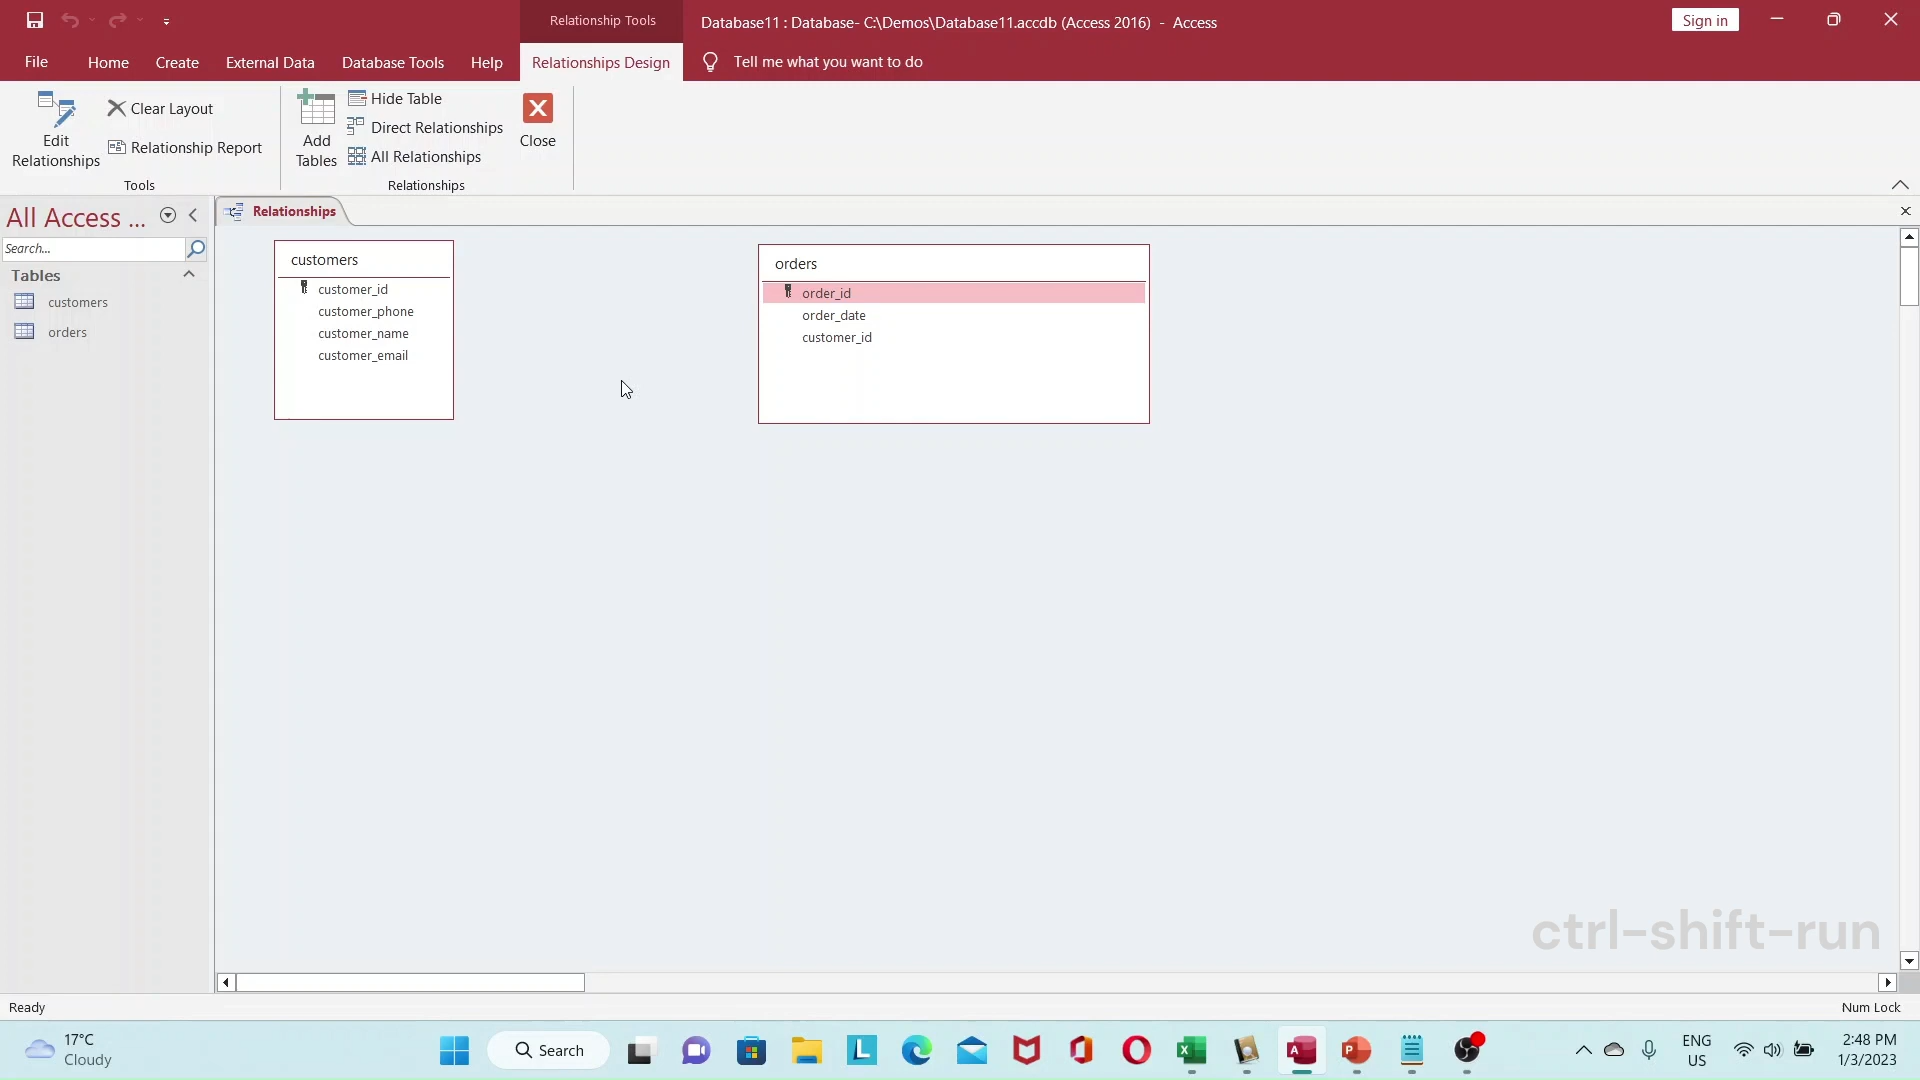 Relationship Tools
Database11 : Database- C:\Demos\Database11.accdb (Access 2016) - Access
Sign in
File
Home
Create
External Data
Database Tools
Help
Relationships Design
Tell me what you want to do
Edit
Relationships
Clear Layout
Relationship Report
Tools
Add
Tables
Hide Table
Direct Relationships
All Relationships
Close
Relationships
All Access ...
Search...
Tables
customers
orders
Relationships
customers
customer_id
customer_phone
customer_name
customer_email
orders
order_id
order_date
customer_id
ctrl-shift-run
Ready
Num Lock
17°C
Cloudy
Search
ENG
US
2:48 PM
1/3/2023